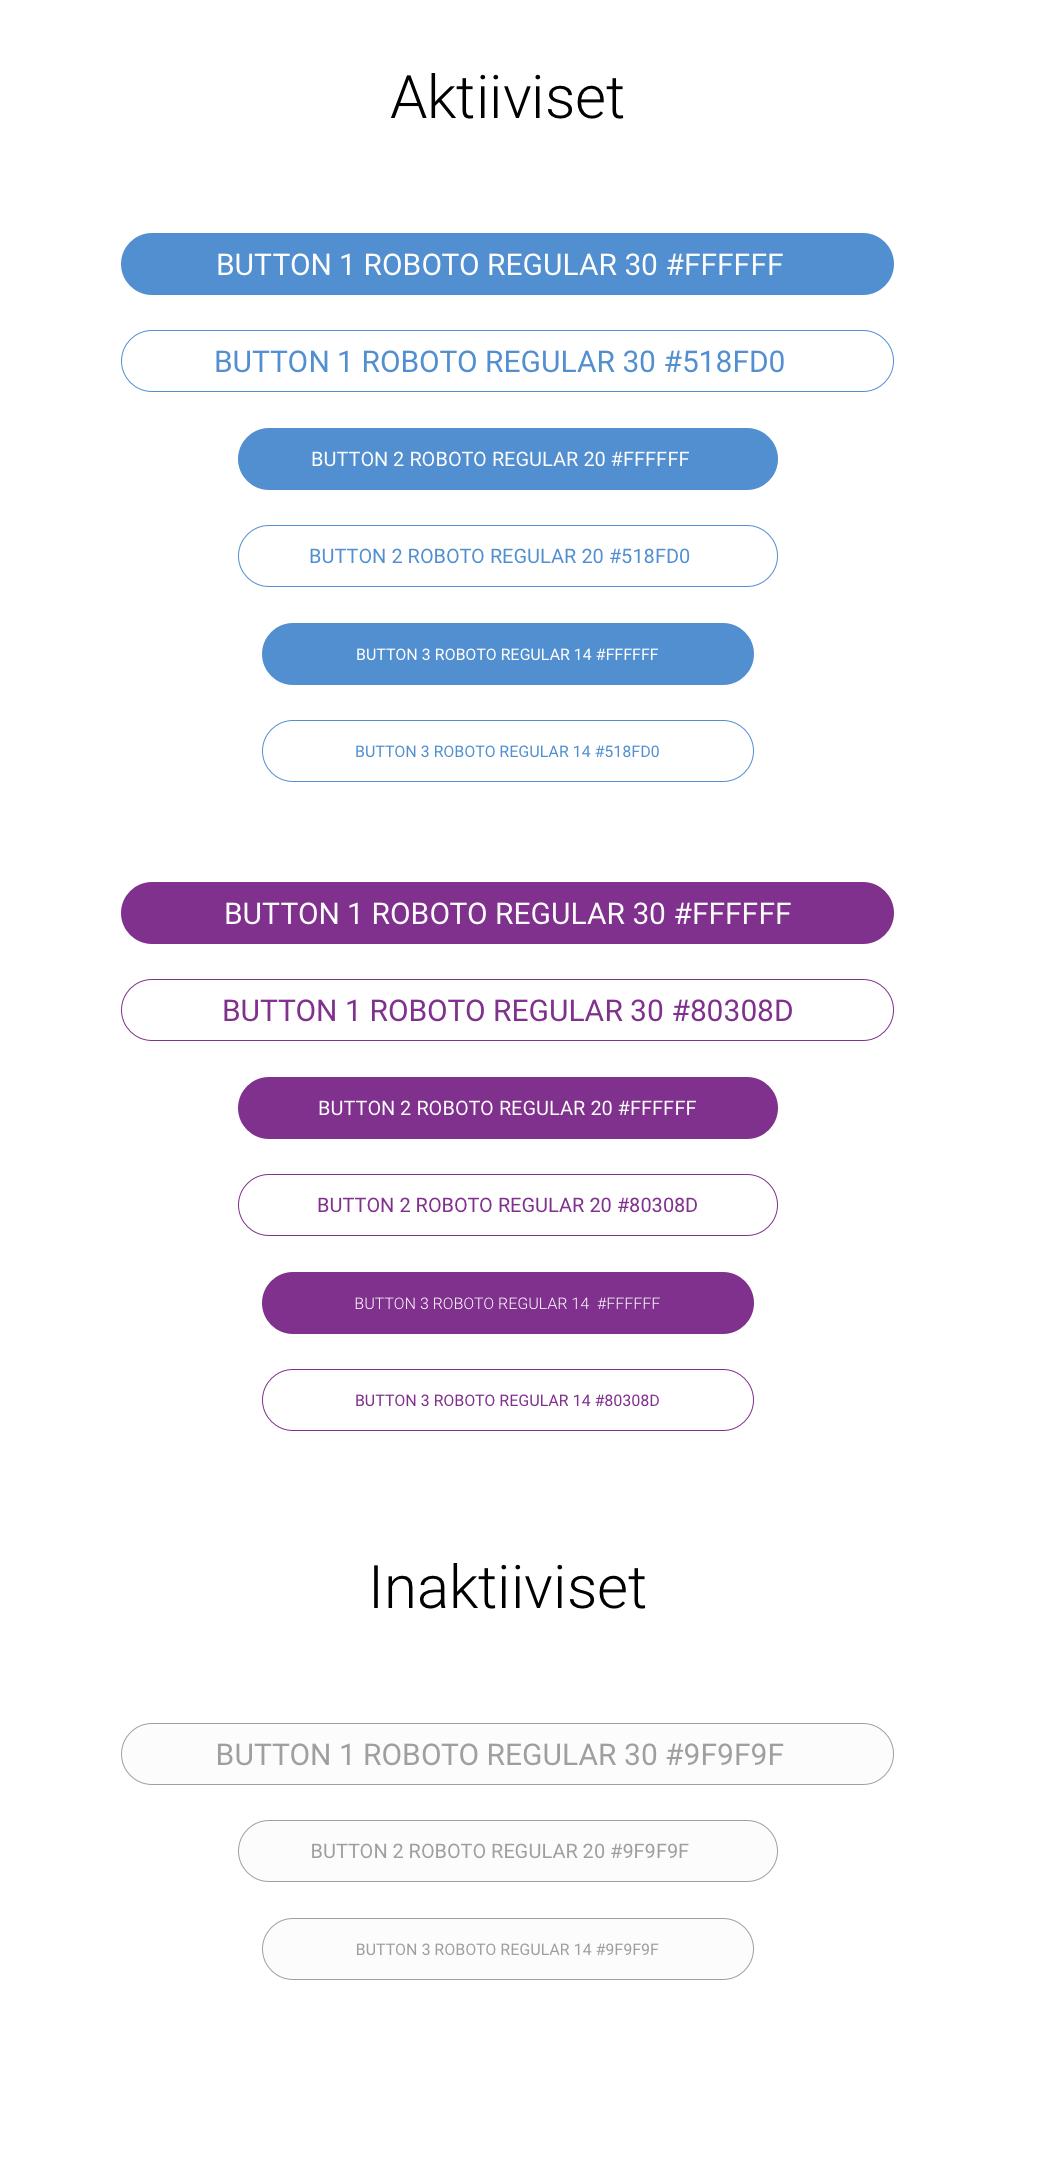 Aktiiviset
BUTTON 1 ROBOTO REGULAR 30 #FFFFFF
BUTTON 1 ROBOTO REGULAR 30 #518FD0
BUTTON 2 ROBOTO REGULAR 20 #FFFFFF
BUTTON 2 ROBOTO REGULAR 20 #518FD0
BUTTON 3 ROBOTO REGULAR 14 #FFFFFF
BUTTON 3 ROBOTO REGULAR 14 #518FD0
BUTTON 1 ROBOTO REGULAR 30 #FFFFFF
BUTTON 1 ROBOTO REGULAR 30 #80308D
BUTTON 2 ROBOTO REGULAR 20 #FFFFFF
BUTTON 2 ROBOTO REGULAR 20 #80308D
BUTTON 3 ROBOTO REGULAR 14  #FFFFFF
BUTTON 3 ROBOTO REGULAR 14 #80308D
Inaktiiviset
BUTTON 1 ROBOTO REGULAR 30 #9F9F9F
BUTTON 2 ROBOTO REGULAR 20 #9F9F9F
BUTTON 3 ROBOTO REGULAR 14 #9F9F9F